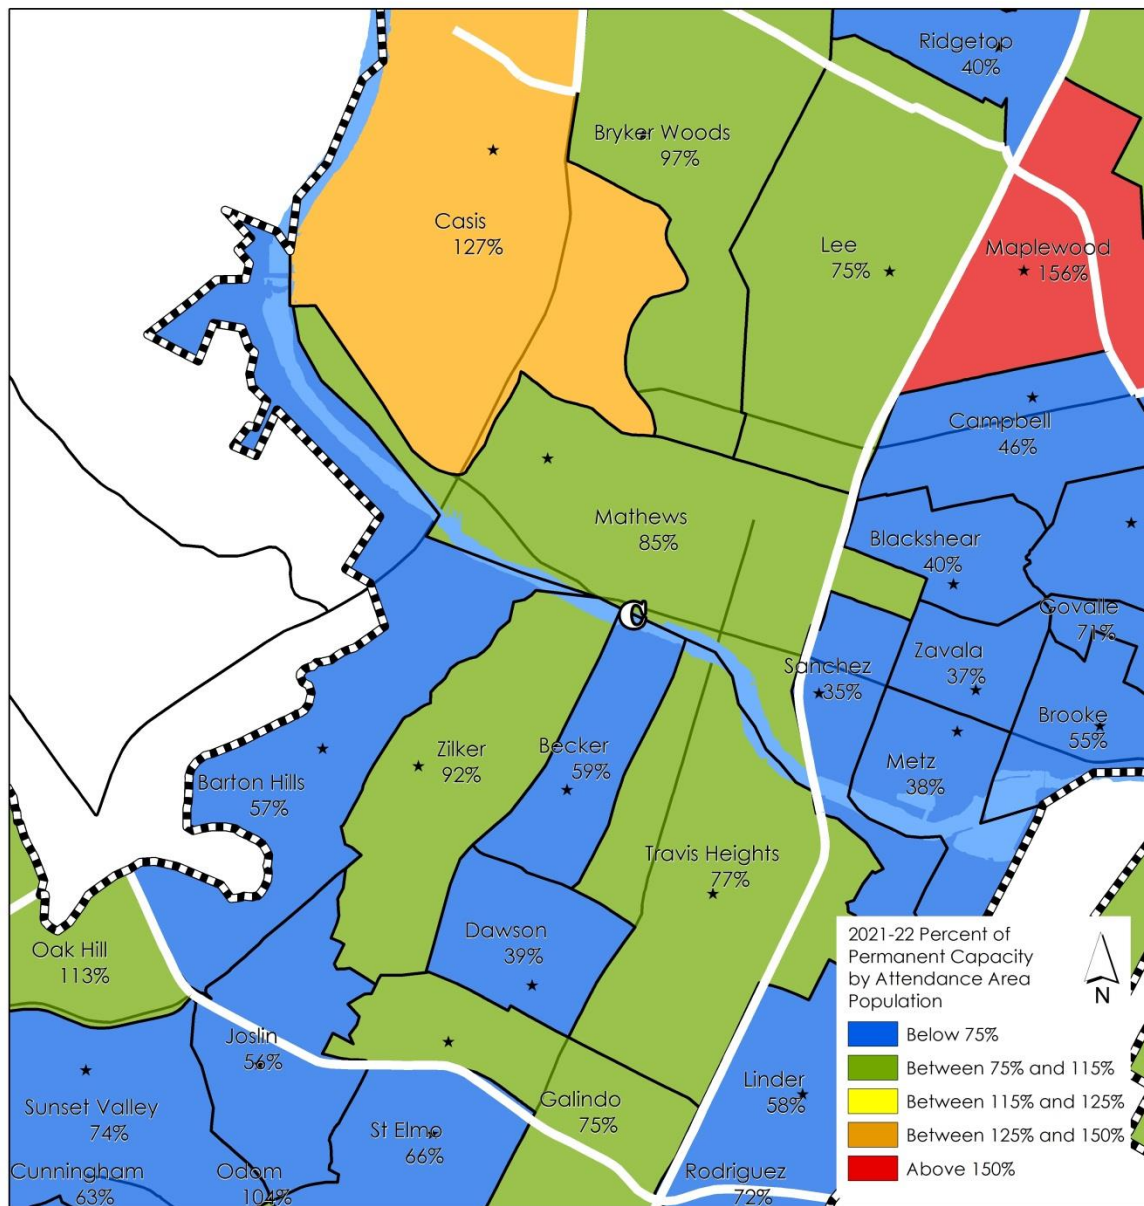 Ridgetop
40%
Bryker Woods
97%
Casis
127%
Lee
75%
Maplewood
156%
Campbell
46%
Mathews
85%
Blackshear
40%
Govalle
71%
C
Sanchez
35%
Zavala
37%
Brooke
55%
Zilker
92%
Becker
59%
Metz
38%
Barton Hills
57%
Travis Heights
77%
Oak Hill
113%
Dawson
39%
Joslin
56%
Sunset Valley
74%
St Elmo
66%
Galindo
75%
Linder
58%
Cunningham
63%
Odom
104%
Rodriguez
72%
2021-22 Percent of
Permanent Capacity
by Attendance Area
Population
N
Below 75%
Between 75% and 115%
Between 115% and 125%
Between 125% and 150%
Above 150%